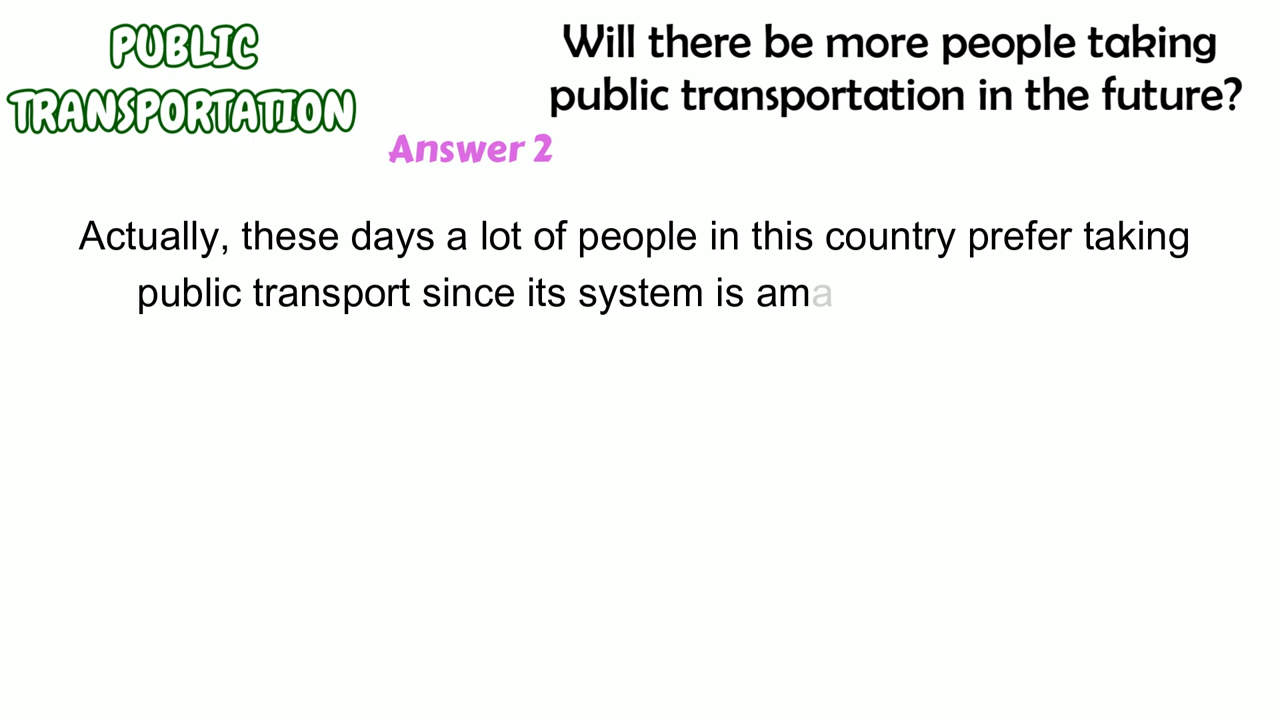 PUBLIC
TRANSPORTATION
Will there be more people taking
public transportation in the future?
Answer 2
Actually, these days a lot of people in this country prefer taking
public transport since its system is ama